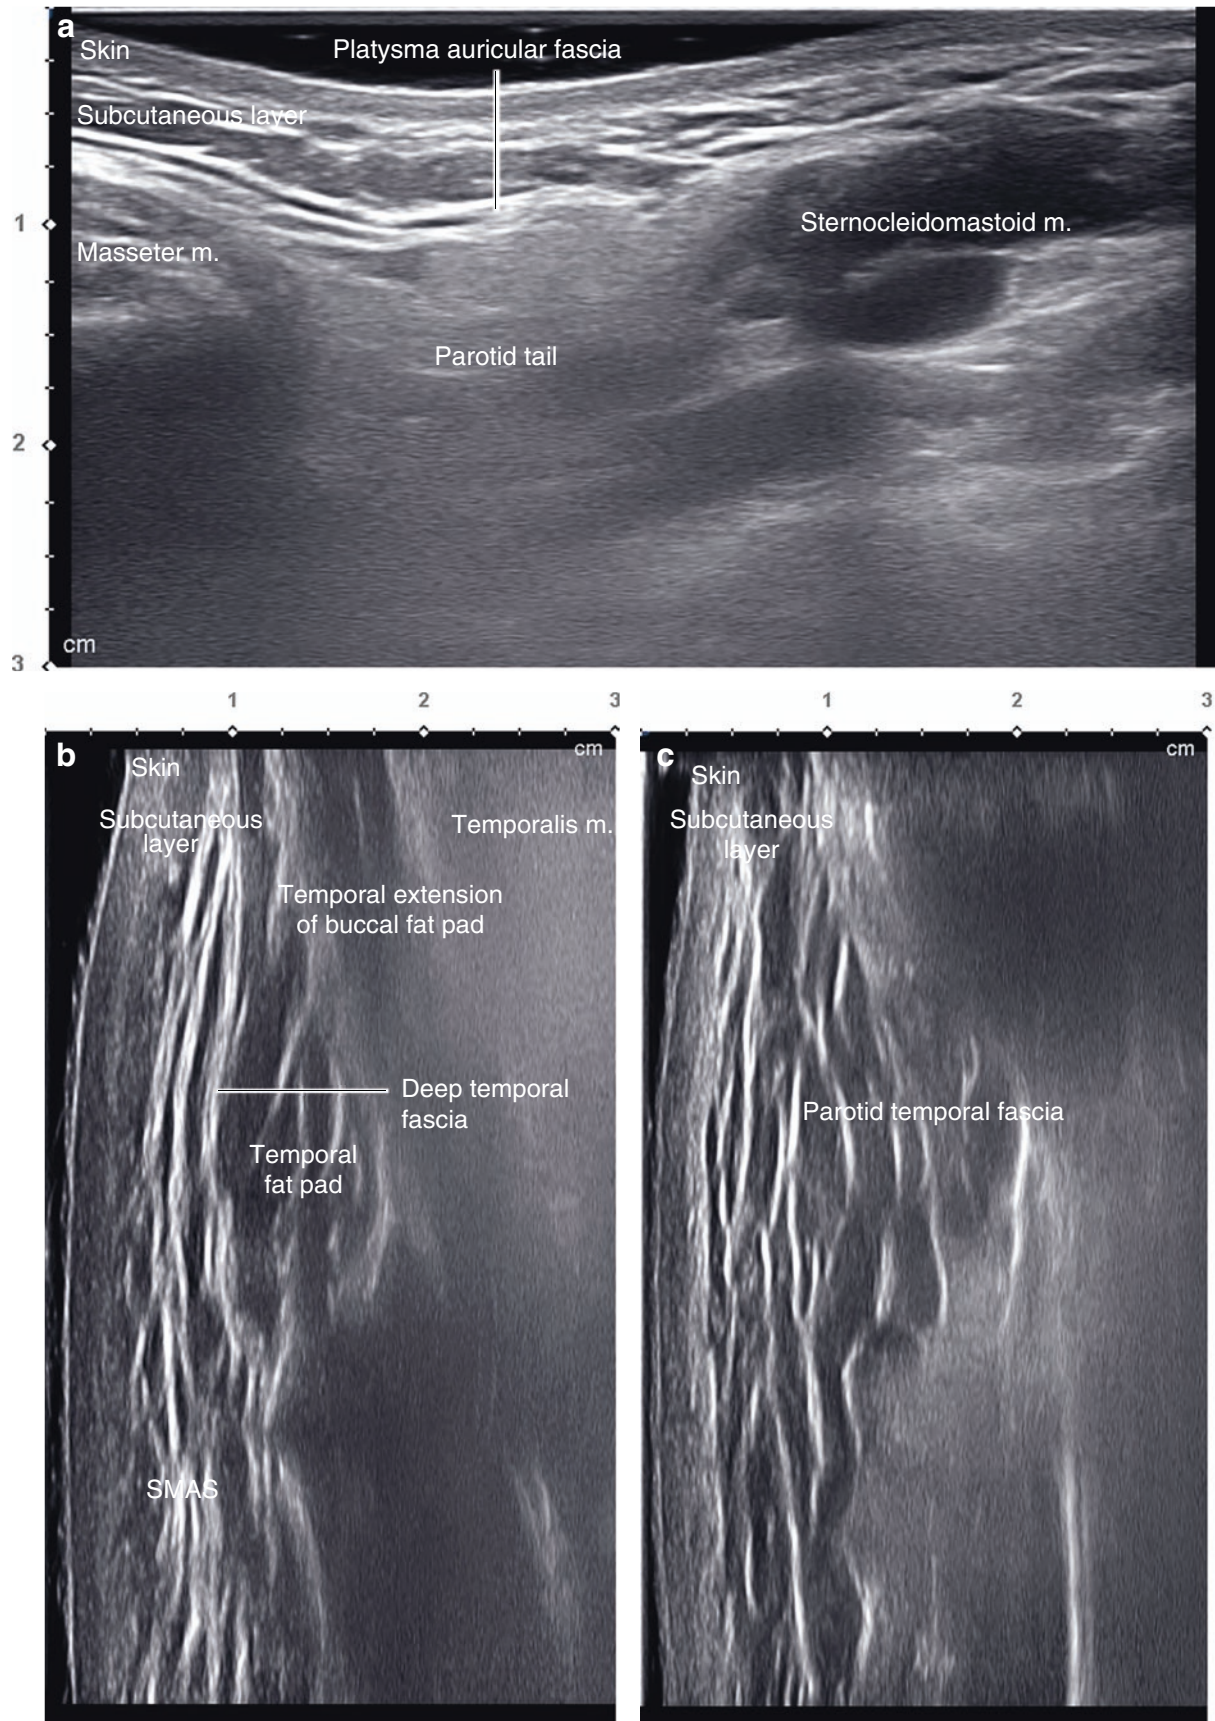 a
Skin
Platysma auricular fascia
Subcutaneous layer
1
Sternocleidomastoid m.
Masseter m.
Parotid tail
2
cm
3
1 2 3
cm
b
Skin
Subcutaneous
layer
Temporalis m.
Temporal extension
of buccal fat pad
Deep temporal
fascia
Temporal
fat pad
SMAS
1 2 3
cm
c
Skin
Subcutaneous
layer
Parotid temporal fascia